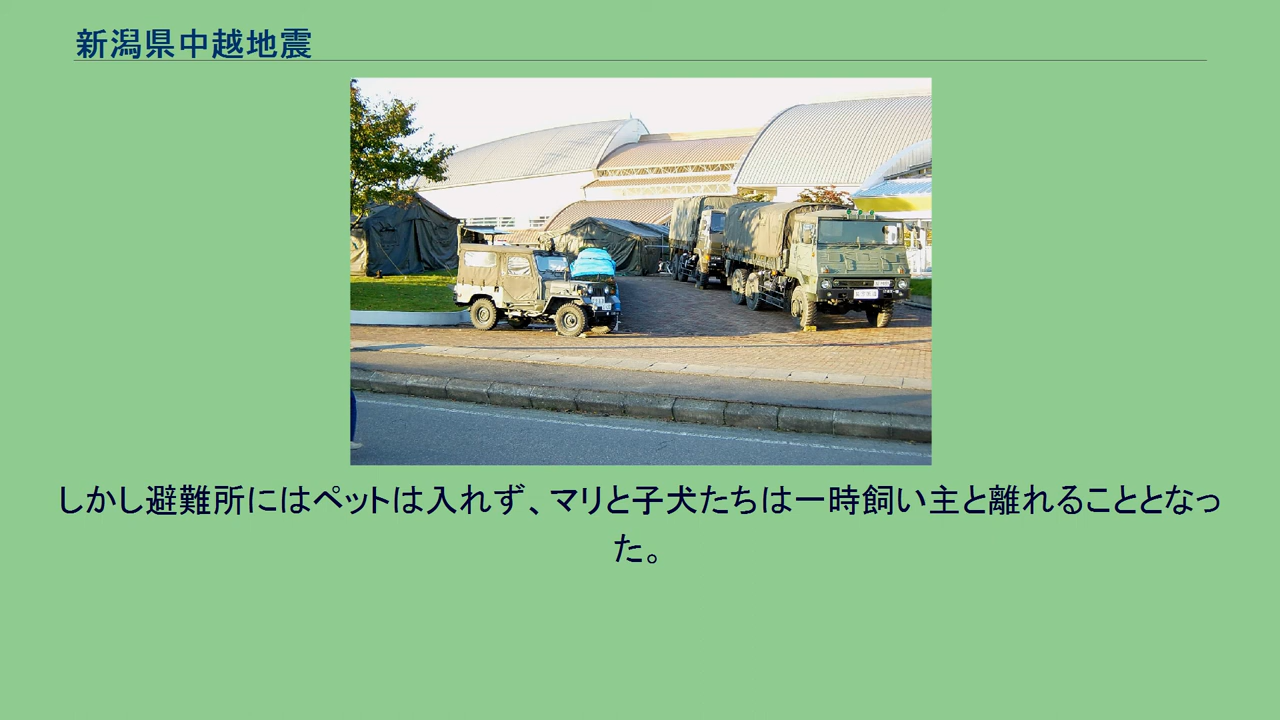 新潟県中越地震
しかし避難所にはペットは入れず、マリと子犬たちは一時飼い主と離れることとなっ
た。